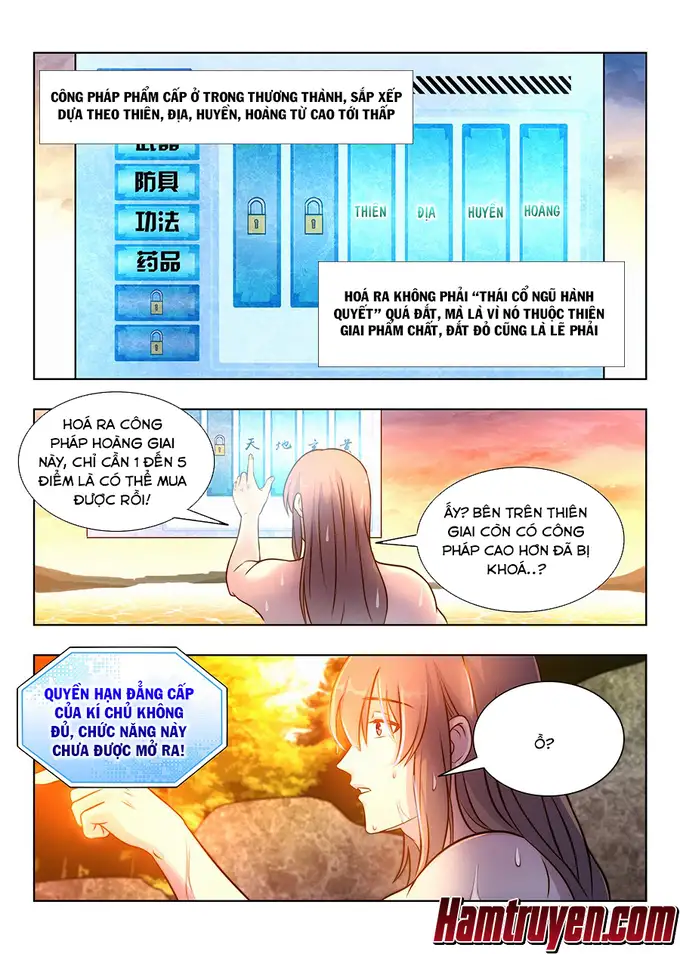 CÔNG PHÁP PHẨM CẤP Ở TRONG THƯƠNG THÀNH, SẮP XẾP
DỰA THEO THIÊN, ĐỊA, HUYỀN, HOÀNG TỪ CAO TỚI THẤP
武器
防具
功法
药品
THIÊN
ĐỊA
HUYỀN
HOÀNG
HOÁ RA KHÔNG PHẢI “THÁI CỔ NGŨ HÀNH
QUYẾT” QUÁ ĐẮT, MÀ LÀ VÌ NÓ THUỘC THIÊN
GIAI PHẨM CHẤT, ĐẮT ĐỎ CŨNG LÀ LẼ PHẢI
HOÁ RA CÔNG
PHÁP HOÀNG GIAI
NÀY, CHỈ CẦN 1 ĐẾN 5
ĐIỂM LÀ CÓ THỂ MUA
ĐƯỢC RỒI!
天 地 玄 黄
ẤY? BÊN TRÊN THIÊN
GIAI CÒN CÓ CÔNG
PHÁP CAO HƠN ĐÃ BỊ
KHOÁ..?
QUYỀN HẠN ĐẲNG CẤP
CỦA KÍ CHỦ KHÔNG
ĐỦ, CHỨC NĂNG NÀY
CHƯA ĐƯỢC MỞ RA!
Ồ?
Hamtruyen.com